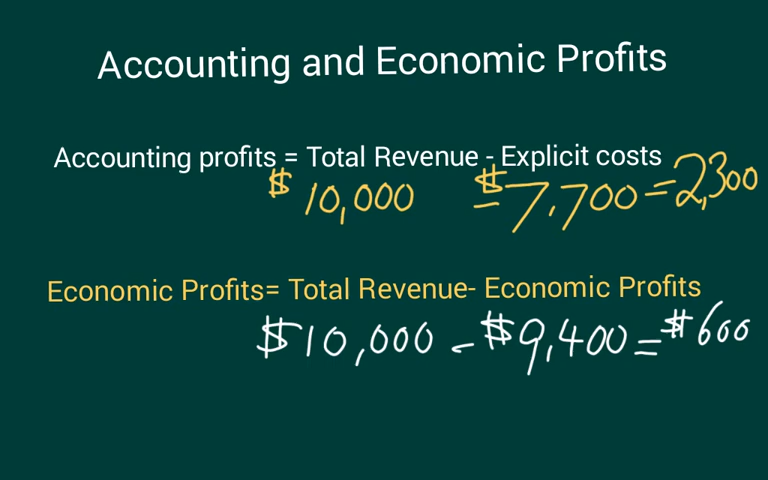 Accounting and Economic Profits
Accounting profits = Total Revenue - Explicit costs
$10,000 - $7,700 = 2,300
Economic Profits= Total Revenue- Economic Profits
$10,000 - $9,400 = $600